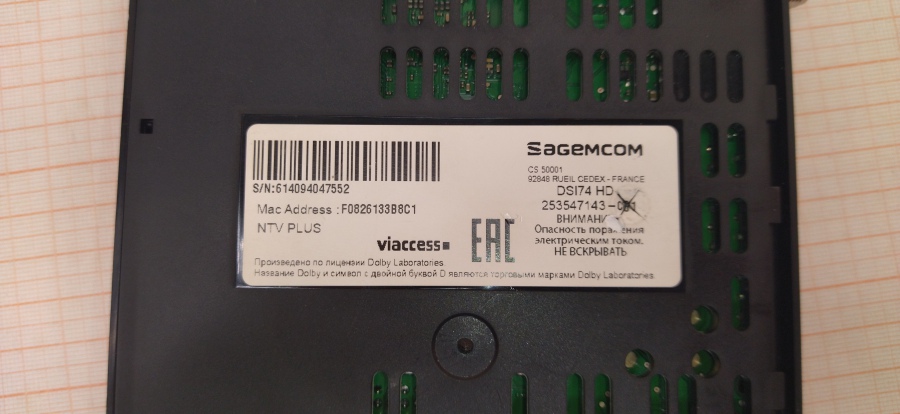 SAGEMCOM
CS 50001
92848 RUEIL CEDEX - FRANCE
S/N:614094047552
DSI74 HD
Mac Address : F0826133B8C1
253547143-
NTV PLUS
ВНИМАНИЕ
Опасность поражения
viaccess
EAC
электрическим током.
НЕ ВСКРЫВАТЬ
Произведено по лицензии Dolby Laboratories
Название Dolby и символ с двойной буквой D являются торговыми марками Dolby Laboratories